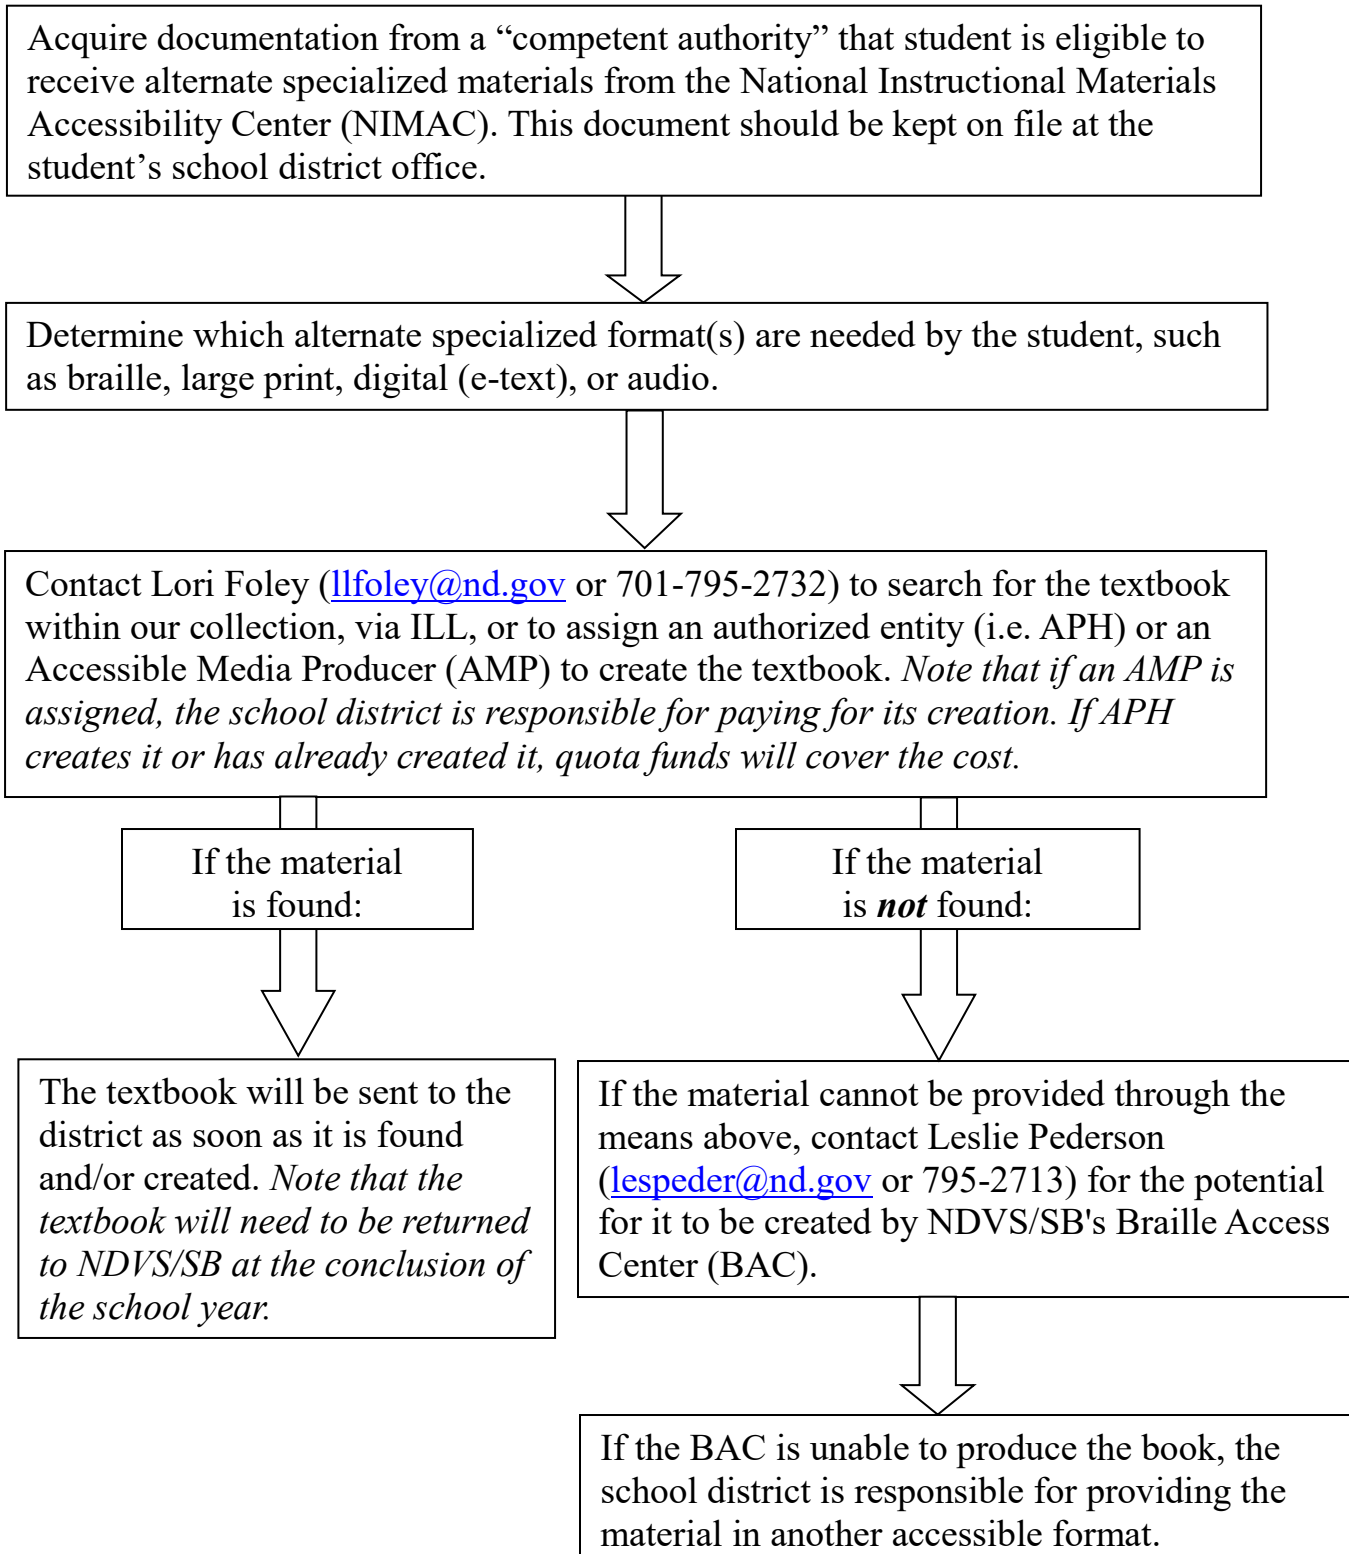 Acquire documentation from a “competent authority” that student is eligible to
receive alternate specialized materials from the National Instructional Materials
Accessibility Center (NIMAC). This document should be kept on file at the
student’s school district office.
Determine which alternate specialized format(s) are needed by the student, such
as braille, large print, digital (e-text), or audio.
Contact Lori Foley (llfoley@nd.gov or 701-795-2732) to search for the textbook
within our collection, via ILL, or to assign an authorized entity (i.e. APH) or an
Accessible Media Producer (AMP) to create the textbook. Note that if an AMP is
assigned, the school district is responsible for paying for its creation. If APH
creates it or has already created it, quota funds will cover the cost.
If the material
is found:
The textbook will be sent to the
district as soon as it is found
and/or created. Note that the
textbook will need to be returned
to NDVS/SB at the conclusion of
the school year.
If the material
is not found:
If the material cannot be provided through the
means above, contact Leslie Pederson
(lespeder@nd.gov or 795-2713) for the potential
for it to be created by NDVS/SB's Braille Access
Center (BAC).
If the BAC is unable to produce the book, the
school district is responsible for providing the
material in another accessible format.